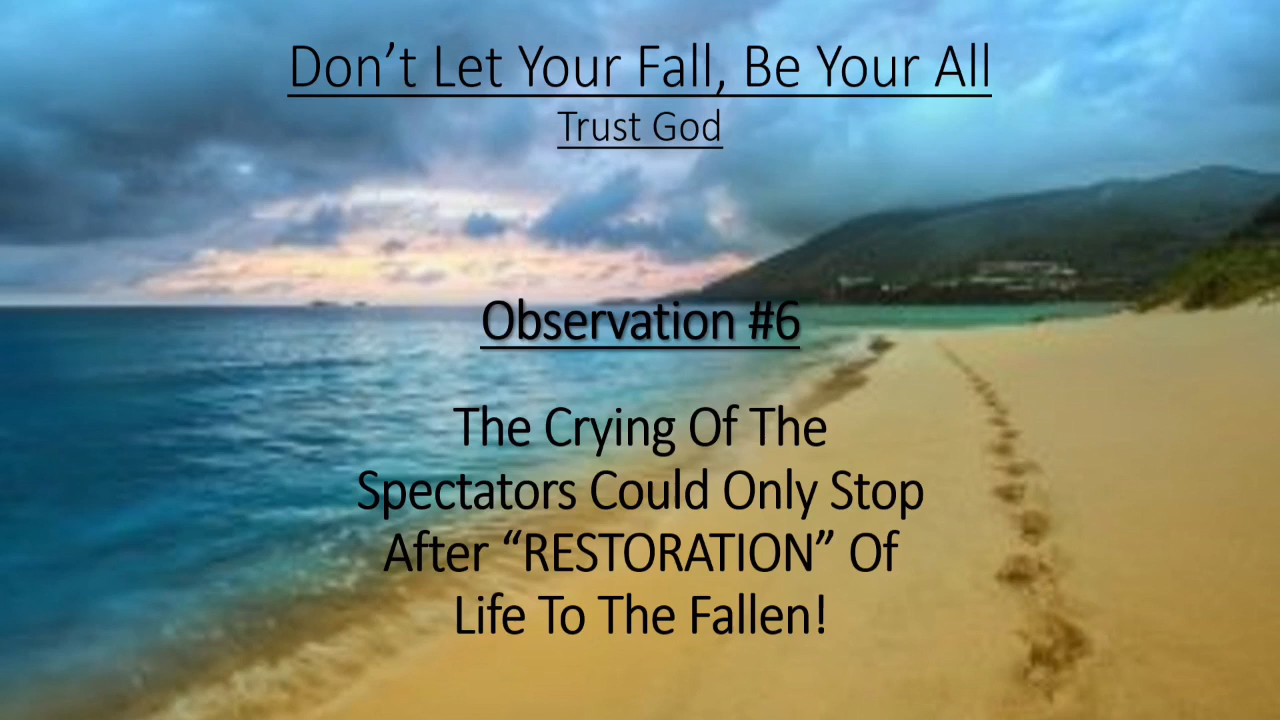 Don’t Let Your Fall, Be Your All
Trust God
Observation #6
The Crying Of The
Spectators Could Only Stop
After “RESTORATION” Of
Life To The Fallen!